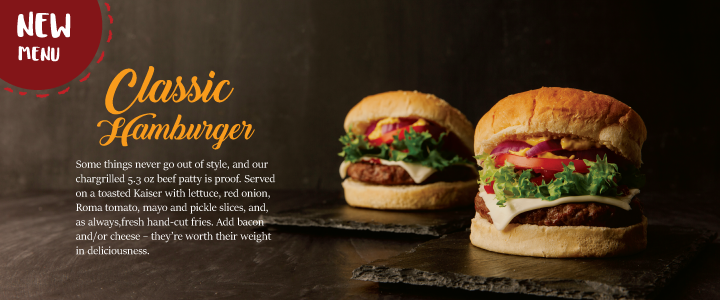 NEW
MENU
Classic
Hamburger
Some things never go out of style, and our
chargrilled 5.3 oz beef patty is proof. Served
on a toasted Kaiser with lettuce, red onion,
Roma tomato, mayo and pickle slices, and,
as always,fresh hand-cut fries. Add bacon
and/or cheese – they're worth their weight
in deliciousness.